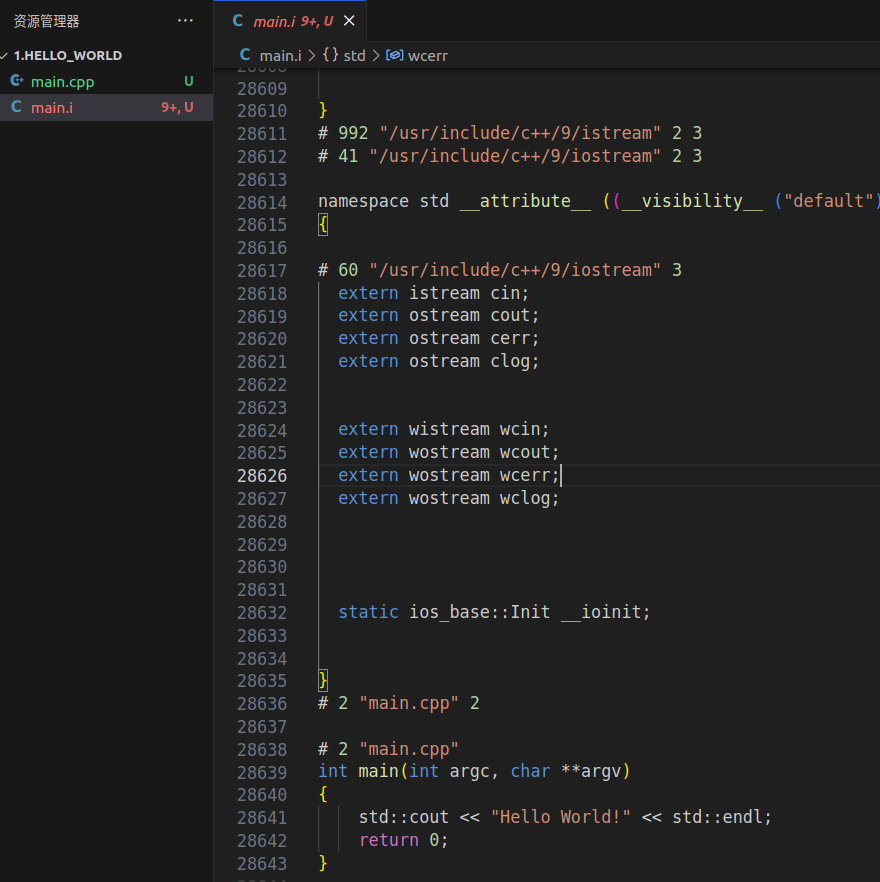 资源管理器 ···
1.HELLO_WORLD
main.cpp U
main.i 9+, U
main.i 9+, U
main.i > {} std > wcerr
28609
28610 }
28611 # 992 "/usr/include/c++/9/istream" 2 3
28612 # 41 "/usr/include/c++/9/iostream" 2 3
28613
28614 namespace std __attribute__ ((__visibility__ ("default")
28615 {
28616
28617 # 60 "/usr/include/c++/9/iostream" 3
28618 extern istream cin;
28619 extern ostream cout;
28620 extern ostream cerr;
28621 extern ostream clog;
28622
28623
28624 extern wistream wcin;
28625 extern wostream wcout;
28626 extern wostream wcerr;
28627 extern wostream wclog;
28628
28629
28630
28631
28632 static ios_base::Init __ioinit;
28633
28634
28635 }
28636 # 2 "main.cpp" 2
28637
28638 # 2 "main.cpp"
28639 int main(int argc, char **argv)
28640 {
28641 std::cout << "Hello World!" << std::endl;
28642 return 0;
28643 }